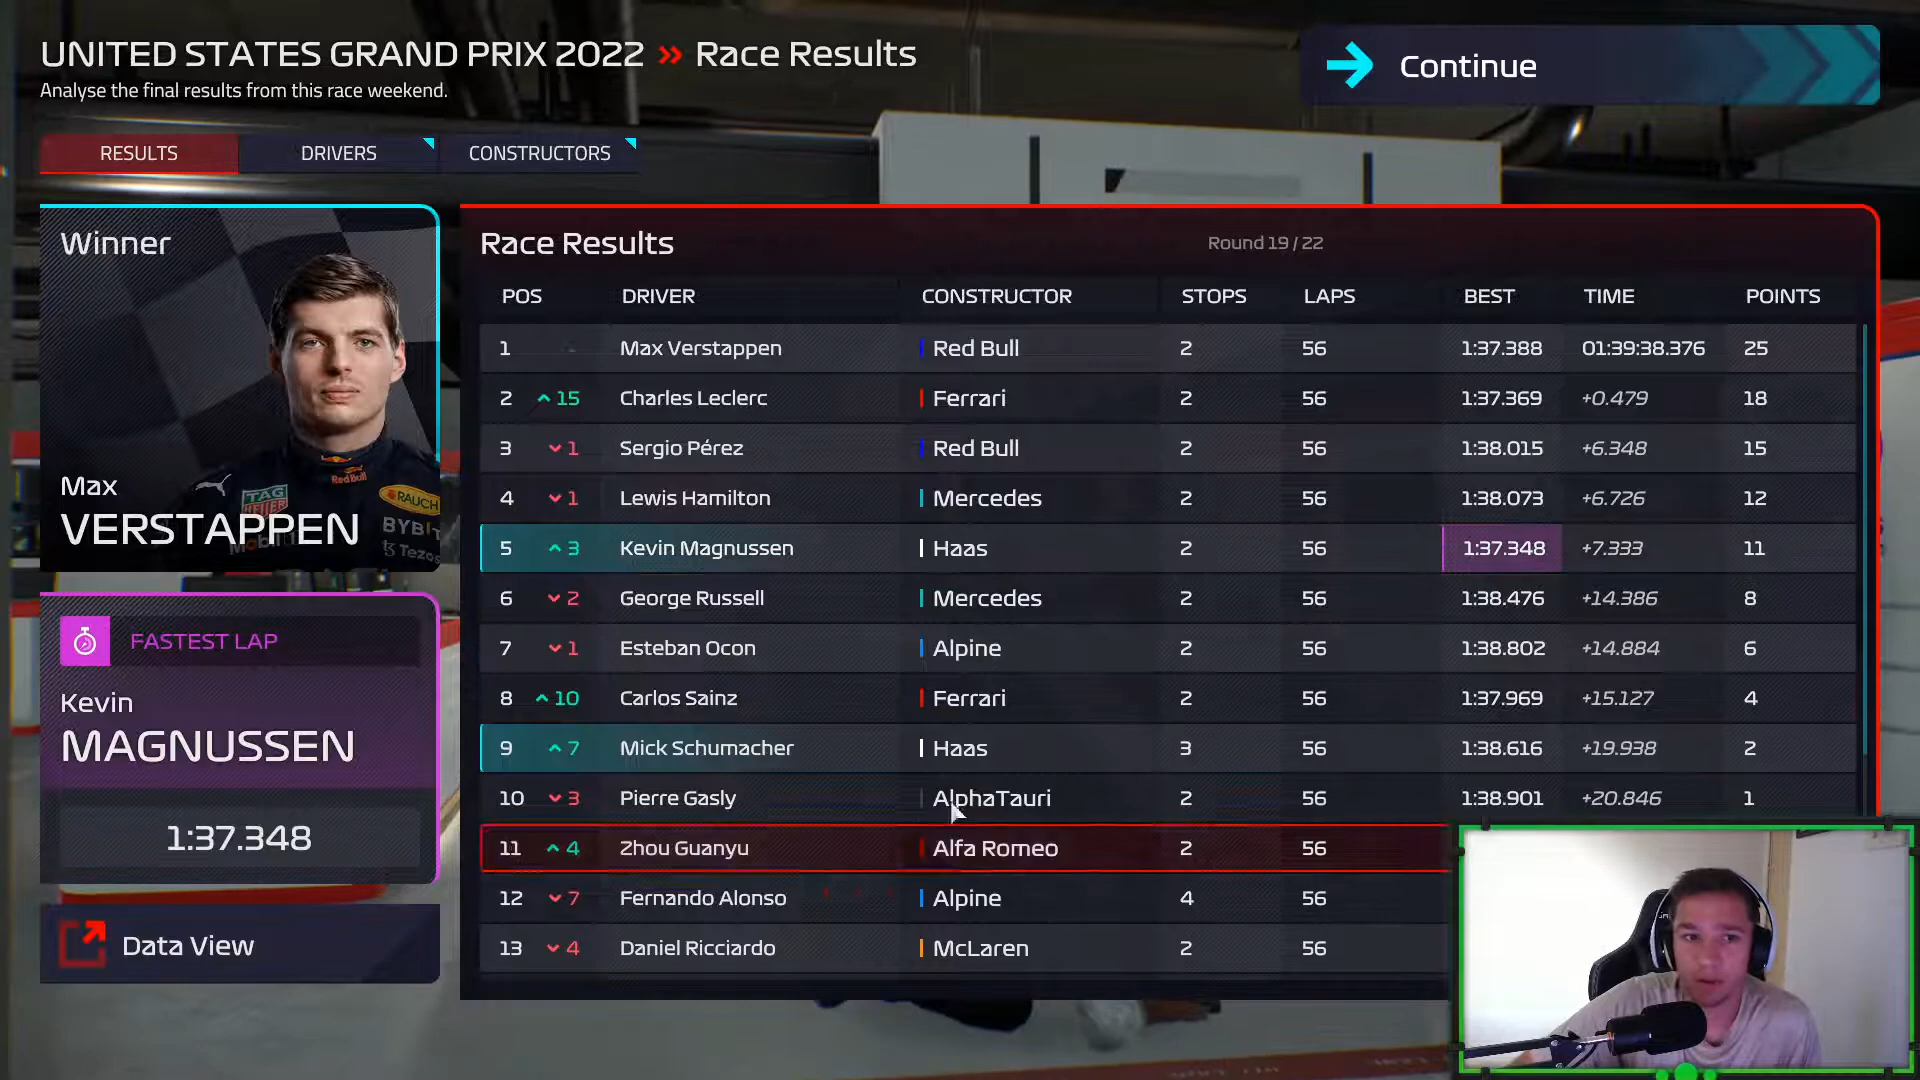 UNITED STATES GRAND PRIX 2022 » Race Results
Analyse the final results from this race weekend.
Continue
RESULTS DRIVERS CONSTRUCTORS
Winner
Max
VERSTAPPEN
TAG
HEUER
Red Bull
RAUCH
BYBIT
Mobil
Tezos
FASTEST LAP
Kevin
MAGNUSSEN
1:37.348
Data View
Race Results Round 19 / 22
POS DRIVER CONSTRUCTOR STOPS LAPS BEST TIME POINTS
1 Max Verstappen Red Bull 2 56 1:37.388 01:39:38.376 25
2 15 Charles Leclerc Ferrari 2 56 1:37.369 +0.479 18
3 1 Sergio Pérez Red Bull 2 56 1:38.015 +6.348 15
4 1 Lewis Hamilton Mercedes 2 56 1:38.073 +6.726 12
5 3 Kevin Magnussen Haas 2 56 1:37.348 +7.333 11
6 2 George Russell Mercedes 2 56 1:38.476 +14.386 8
7 1 Esteban Ocon Alpine 2 56 1:38.802 +14.884 6
8 10 Carlos Sainz Ferrari 2 56 1:37.969 +15.127 4
9 7 Mick Schumacher Haas 3 56 1:38.616 +19.938 2
10 3 Pierre Gasly AlphaTauri 2 56 1:38.901 +20.846 1
11 4 Zhou Guanyu Alfa Romeo 2 56
12 7 Fernando Alonso Alpine 4 56
13 4 Daniel Ricciardo McLaren 2 56